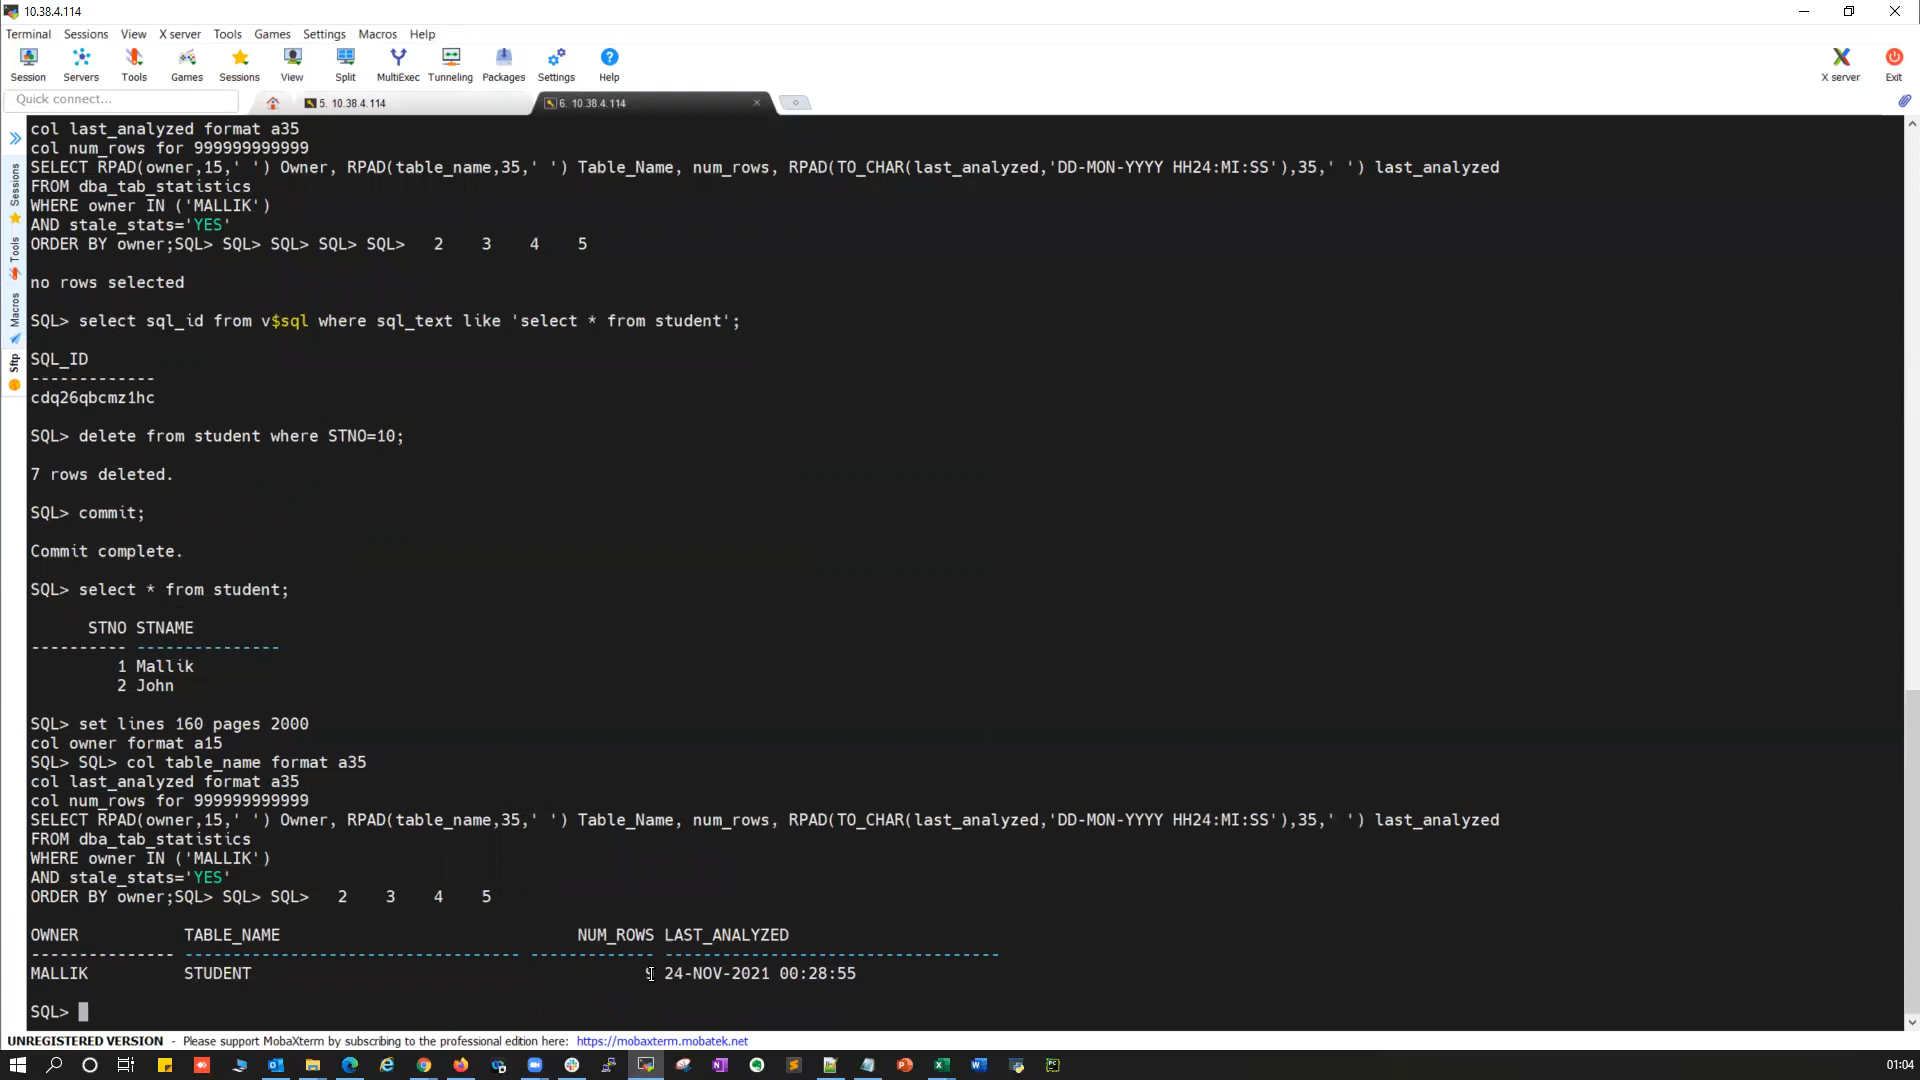 10.38.4.114
Terminal Sessions View X server Tools Games Settings Macros Help
Session Servers Tools Games Sessions View Split MultiExec Tunneling Packages Settings Help X server Exit
Quick connect... 5. 10.38.4.114 6. 10.38.4.114
Sessions
Tools
Macros
Sftp
col last_analyzed format a35
col num_rows for 999999999999
SELECT RPAD(owner,15,' ') Owner, RPAD(table_name,35,' ') Table_Name, num_rows, RPAD(TO_CHAR(last_analyzed,'DD-MON-YYYY HH24:MI:SS'),35,' ') last_analyzed
FROM dba_tab_statistics
WHERE owner IN ('MALLIK')
AND stale_stats='YES'
ORDER BY owner;SQL> SQL> SQL> SQL> SQL>   2    3    4    5
no rows selected
SQL> select sql_id from v$sql where sql_text like 'select * from student';
SQL_ID
-------------
cdq26qbcmz1hc
SQL> delete from student where STNO=10;
7 rows deleted.
SQL> commit;
Commit complete.
SQL> select * from student;
STNO STNAME
---------- ---------------
1 Mallik
2 John
SQL> set lines 160 pages 2000
col owner format a15
SQL> SQL> col table_name format a35
col last_analyzed format a35
col num_rows for 999999999999
SELECT RPAD(owner,15,' ') Owner, RPAD(table_name,35,' ') Table_Name, num_rows, RPAD(TO_CHAR(last_analyzed,'DD-MON-YYYY HH24:MI:SS'),35,' ') last_analyzed
FROM dba_tab_statistics
WHERE owner IN ('MALLIK')
AND stale_stats='YES'
ORDER BY owner;SQL> SQL> SQL>   2    3    4    5
OWNER TABLE_NAME NUM_ROWS LAST_ANALYZED
--------------- ----------------------------------- ------------- -----------------------------------
MALLIK STUDENT 9 24-NOV-2021 00:28:55
SQL>
UNREGISTERED VERSION - Please support MobaXterm by subscribing to the professional edition here: https://mobaxterm.mobatek.net
01:04